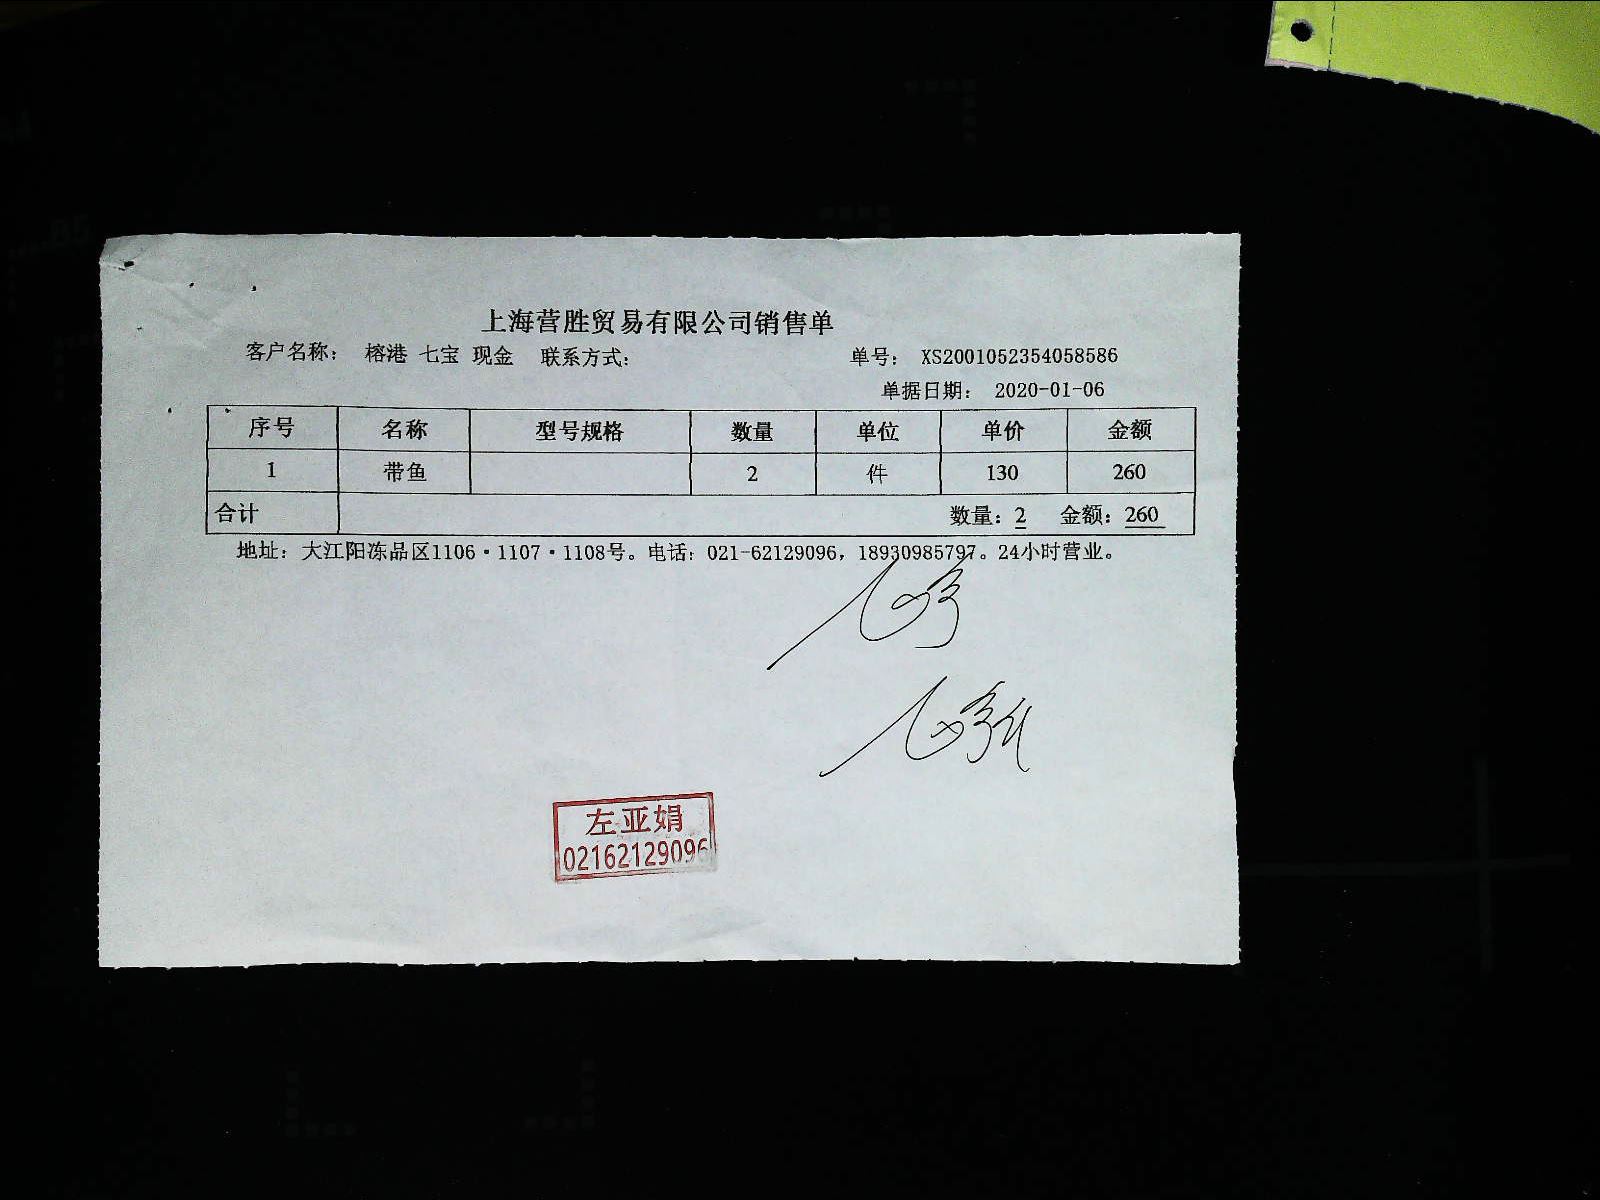 上海营胜贸易有限公司销售单
客户名称： 榕港 七宝 现金 联系方式： 单号： XS2001052354058586
单据日期： 2020-01-06
序号 名称 型号规格 数量 单位 单价 金额
1 带鱼 2 件 130 260
合计 数量：2 金额：260
地址：大江阳冻品区1106·1107·1108号。电话：021-62129096，18930985797。24小时营业。
左亚娟
02162129096